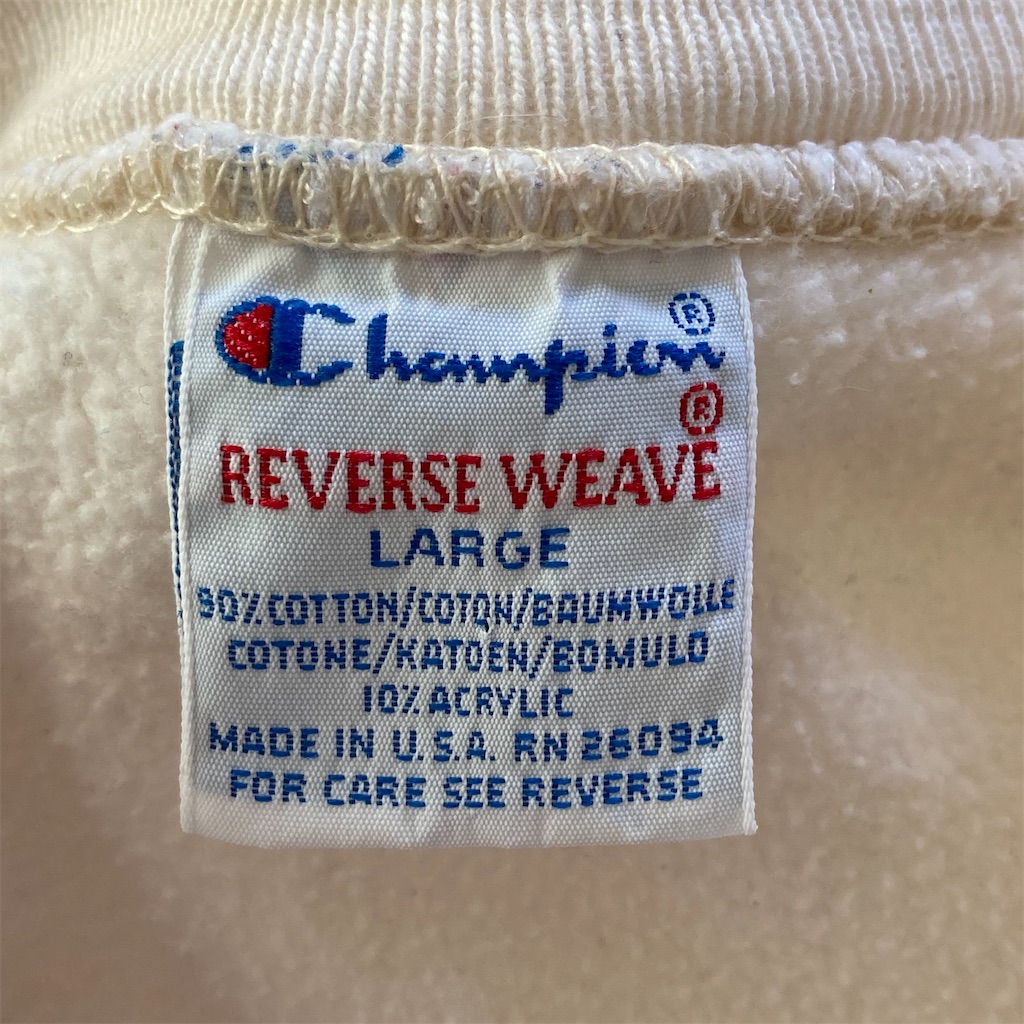 Champion®
REVERSE WEAVE®
LARGE
90% COTTON/COTON/BAUMWOLLE
COTONE/KATOEN/BOMULD
10% ACRYLIC
MADE IN U.S.A. RN 26094
FOR CARE SEE REVERSE